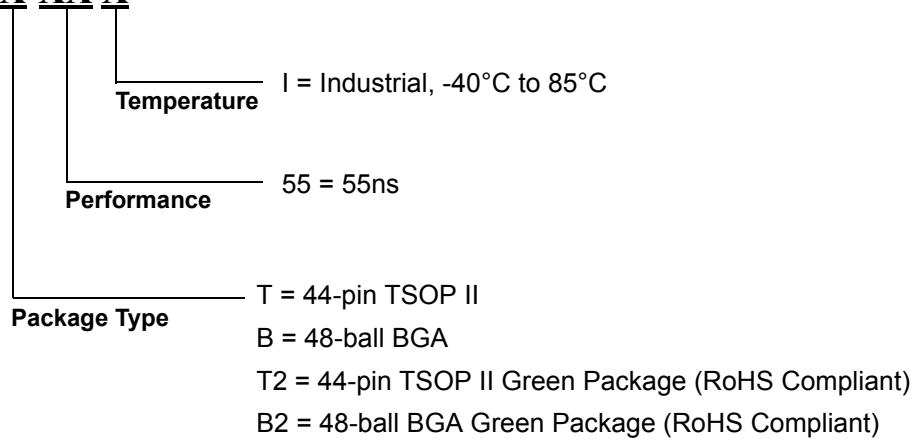 I = Industrial, -40°C to 85°C
Temperature
55 = 55ns
Performance
T = 44-pin TSOP II
Package Type
B = 48-ball BGA
T2 = 44-pin TSOP II Green Package (RoHS Compliant)
B2 = 48-ball BGA Green Package (RoHS Compliant)